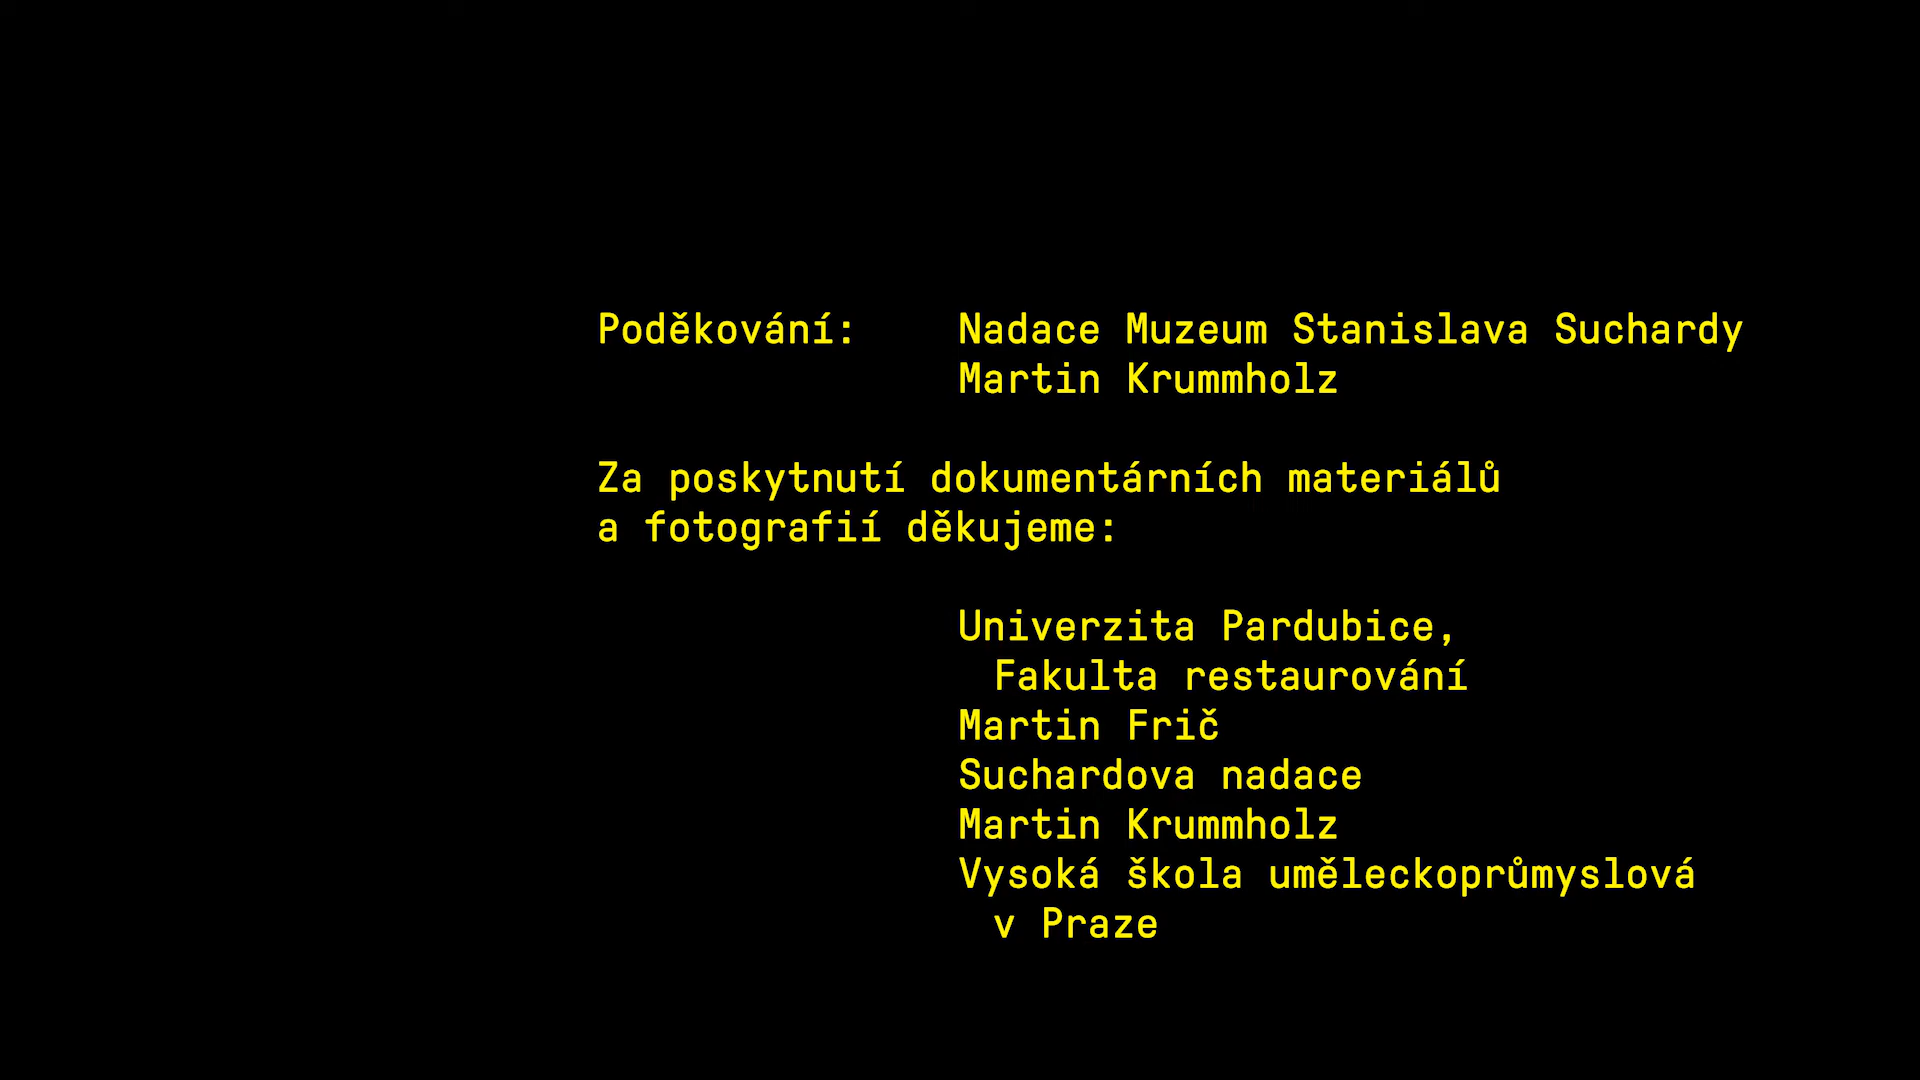 Poděkování: Nadace Muzeum Stanislava Suchardy
Martin Krummholz
Za poskytnutí dokumentárních materiálů
a fotografií děkujeme:
Univerzita Pardubice,
Fakulta restaurování
Martin Frič
Suchardova nadace
Martin Krummholz
Vysoká škola uměleckoprůmyslová
v Praze